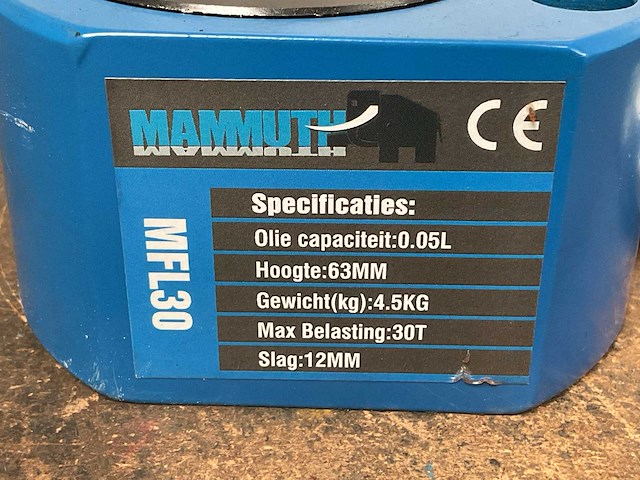 MAMMUTH
CE
MFL30
Specificaties:
Olie capaciteit:0.05L
Hoogte:63MM
Gewicht(kg):4.5KG
Max Belasting:30T
Slag:12MM